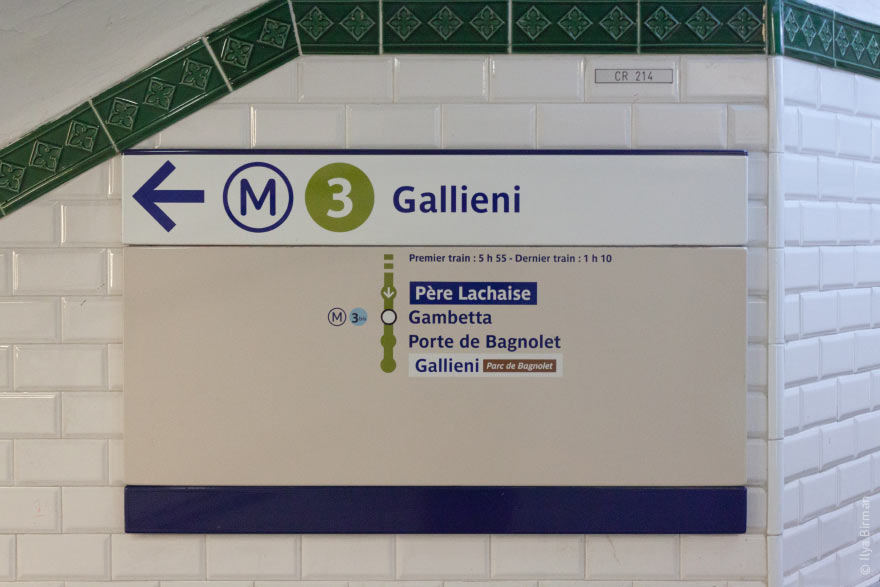 CR 214
M 3 Gallieni
Premier train : 5 h 55 - Dernier train : 1 h 10
Père Lachaise
M 3bis Gambetta
Porte de Bagnolet
Gallieni Parc de Bagnolet
© Ilya Birman